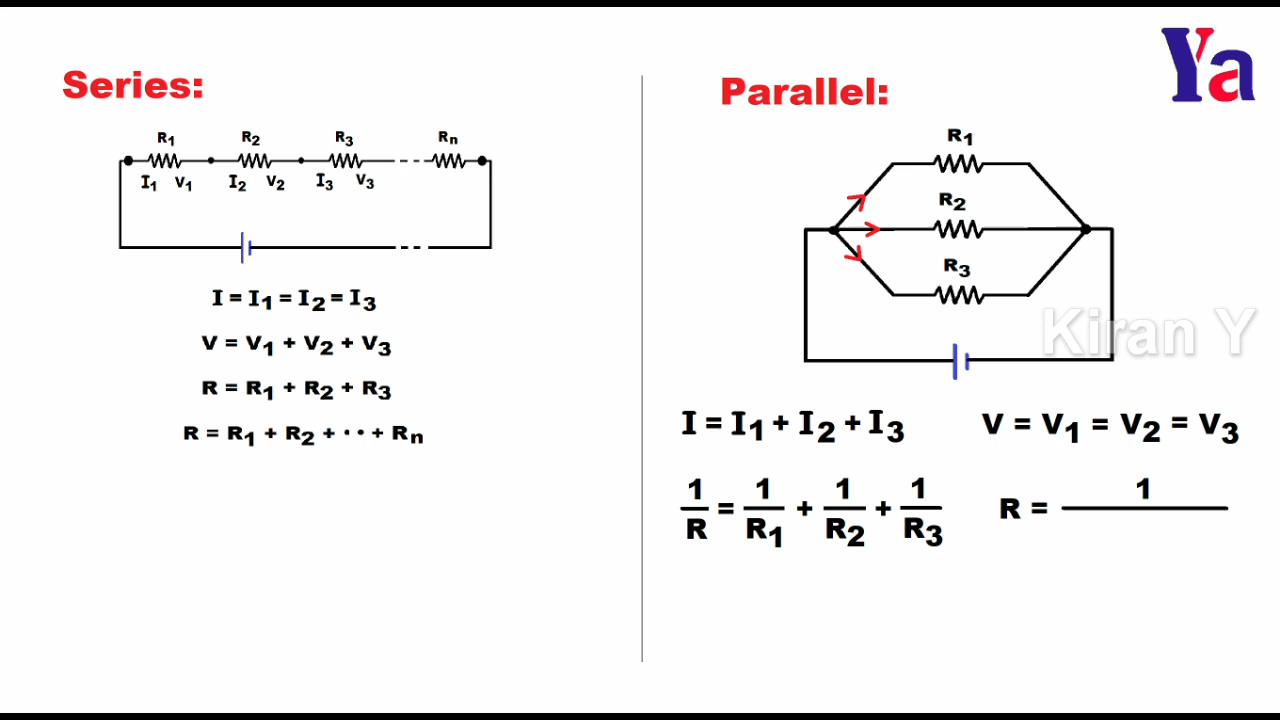 Ya
Series:
R1 R2 R3 Rn
I1 V1 I2 V2 I3 V3
I = I1 = I2 = I3
V = V1 + V2 + V3
R = R1 + R2 + R3
R = R1 + R2 + ·· + Rn
Parallel:
R1
R2
R3
Kiran Y
I = I1 + I2 + I3
V = V1 = V2 = V3
1/R = 1/R1 + 1/R2 + 1/R3
R = 1/